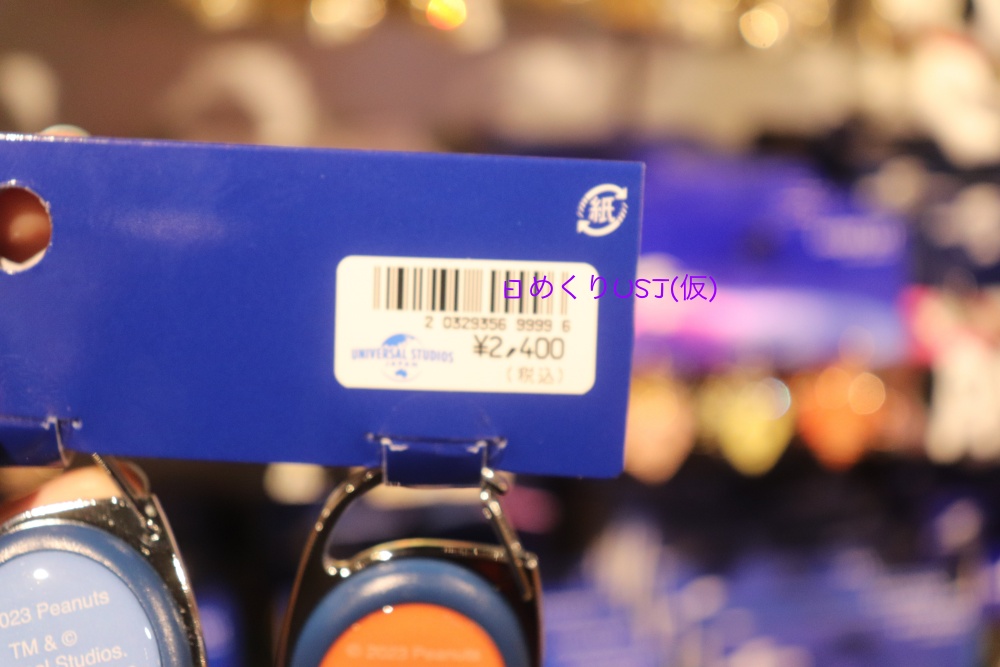 紙
日めくりUSJ(仮)
2 0329356 9999 6
¥2,400
UNIVERSAL STUDIOS
JAPAN
(税込)
2023 Peanuts
TM & ©
Studios.
© 2023 Peanuts